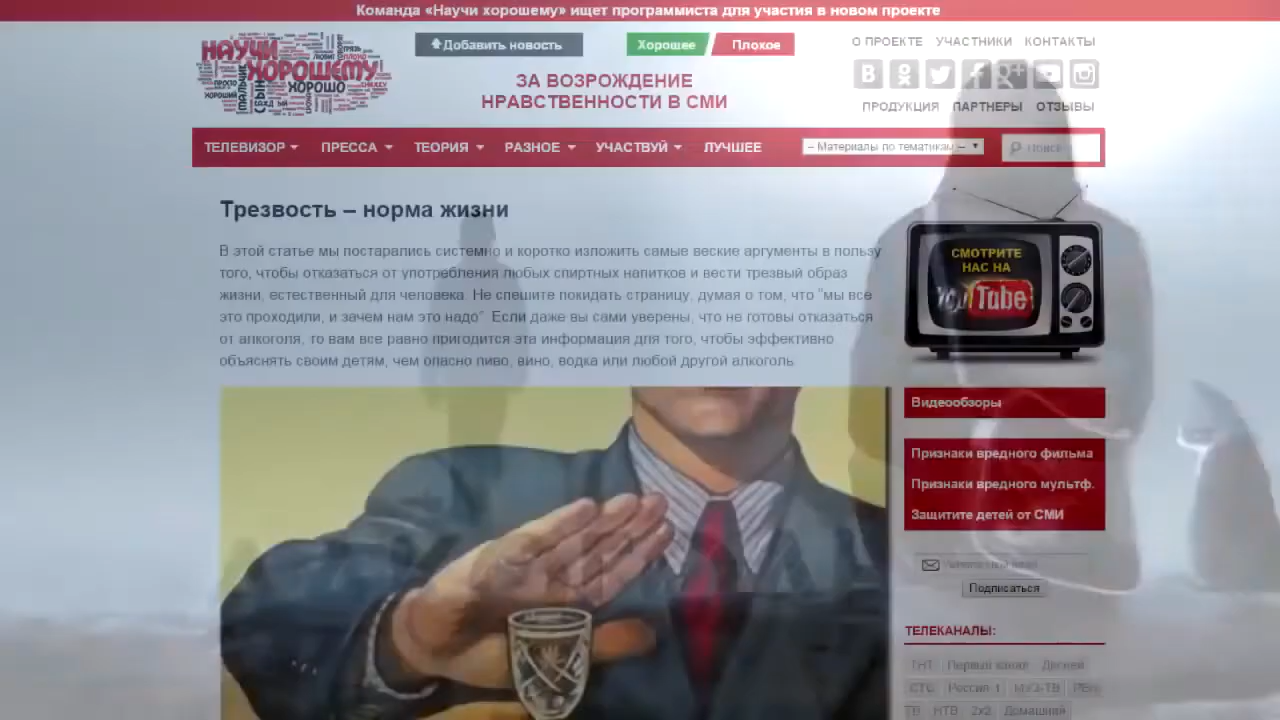 Команда «Научи хорошему» ищет программиста для участия в новом проекте
НАУЧИ
ХОРОШЕМУ
ХОРОШО
Добавить новость
Хорошее
Плохое
ЗА ВОЗРОЖДЕНИЕ
НРАВСТВЕННОСТИ В СМИ
О ПРОЕКТЕ УЧАСТНИКИ КОНТАКТЫ
ПРОДУКЦИЯ ПАРТНЕРЫ ОТЗЫВЫ
ТЕЛЕВИЗОР ПРЕССА ТЕОРИЯ РАЗНОЕ УЧАСТВУЙ ЛУЧШЕЕ
-- Материалы по тематикам --
Поиск
Трезвость – норма жизни
В этой статье мы постарались системно и коротко изложить самые веские аргументы в пользу
того, чтобы отказаться от употребления любых спиртных напитков и вести трезвый образ
жизни, естественный для человека. Не спешите покидать страницу, думая о том, что "мы все
это проходили, и зачем нам это надо". Если даже вы сами уверены, что не готовы отказаться
от алкоголя, то вам все равно пригодится эта информация для того, чтобы эффективно
объяснять своим детям, чем опасно пиво, вино, водка или любой другой алкоголь.
СМОТРИТЕ
НАС НА
YouTube
Видеообзоры
Признаки вредного фильма
Признаки вредного мультф.
Защитите детей от СМИ
Подписаться
ТЕЛЕКАНАЛЫ:
ТНТ Первый канал Дисней
СТС Россия 1 МУЗ-ТВ РЕн
ТВ НТВ 2x2 Домашний